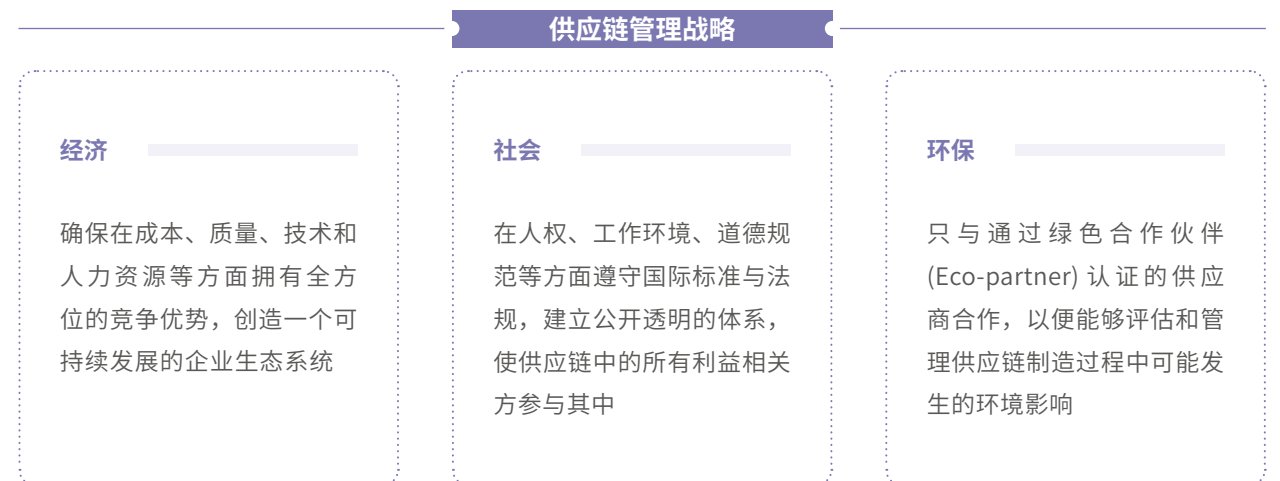 供应链管理战略
经济
确保在成本、质量、技术和
人力资源等方面拥有全方
位的竞争优势，创造一个可
持续发展的企业生态系统
社会
在人权、工作环境、道德规
范等方面遵守国际标准与法
规，建立公开透明的体系，
使供应链中的所有利益相关
方参与其中
环保
只与通过绿色合作伙伴
(Eco-partner) 认证的供应
商合作，以便能够评估和管
理供应链制造过程中可能发
生的环境影响